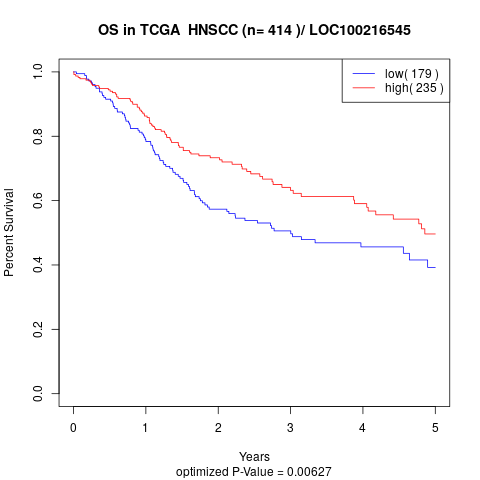 OS in TCGA  HNSCC (n= 414 )/ LOC100216545
low( 179 )
high( 235 )
Percent Survival
1.0
0.8
0.6
0.4
0.2
0.0
0 1 2 3 4 5
Years
optimized P-Value = 0.00627